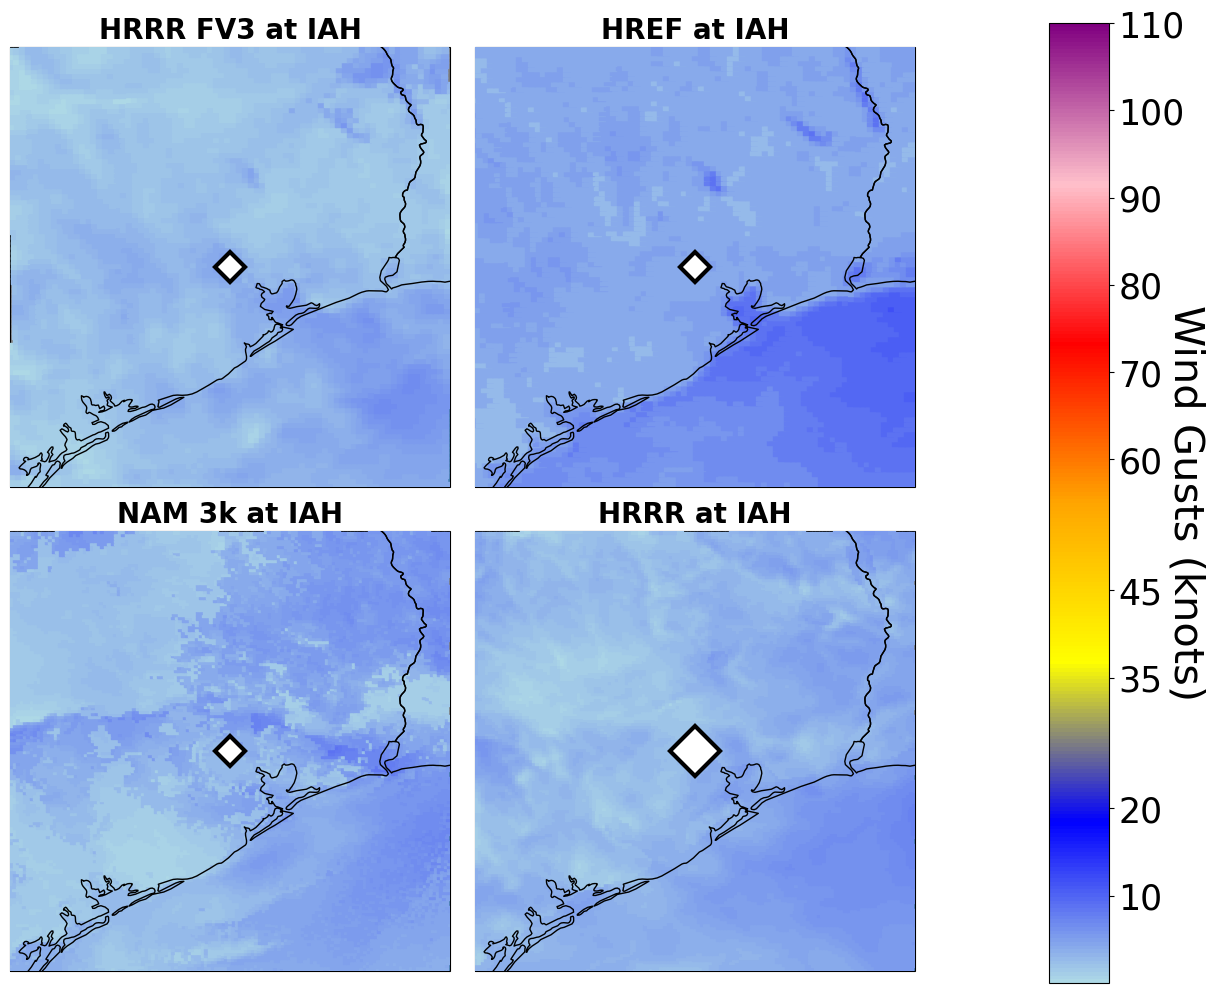 HRRR FV3 at IAH
HREF at IAH
NAM 3k at IAH
HRRR at IAH
110
100
90
80
70
60
45
35
20
10
Wind Gusts (knots)